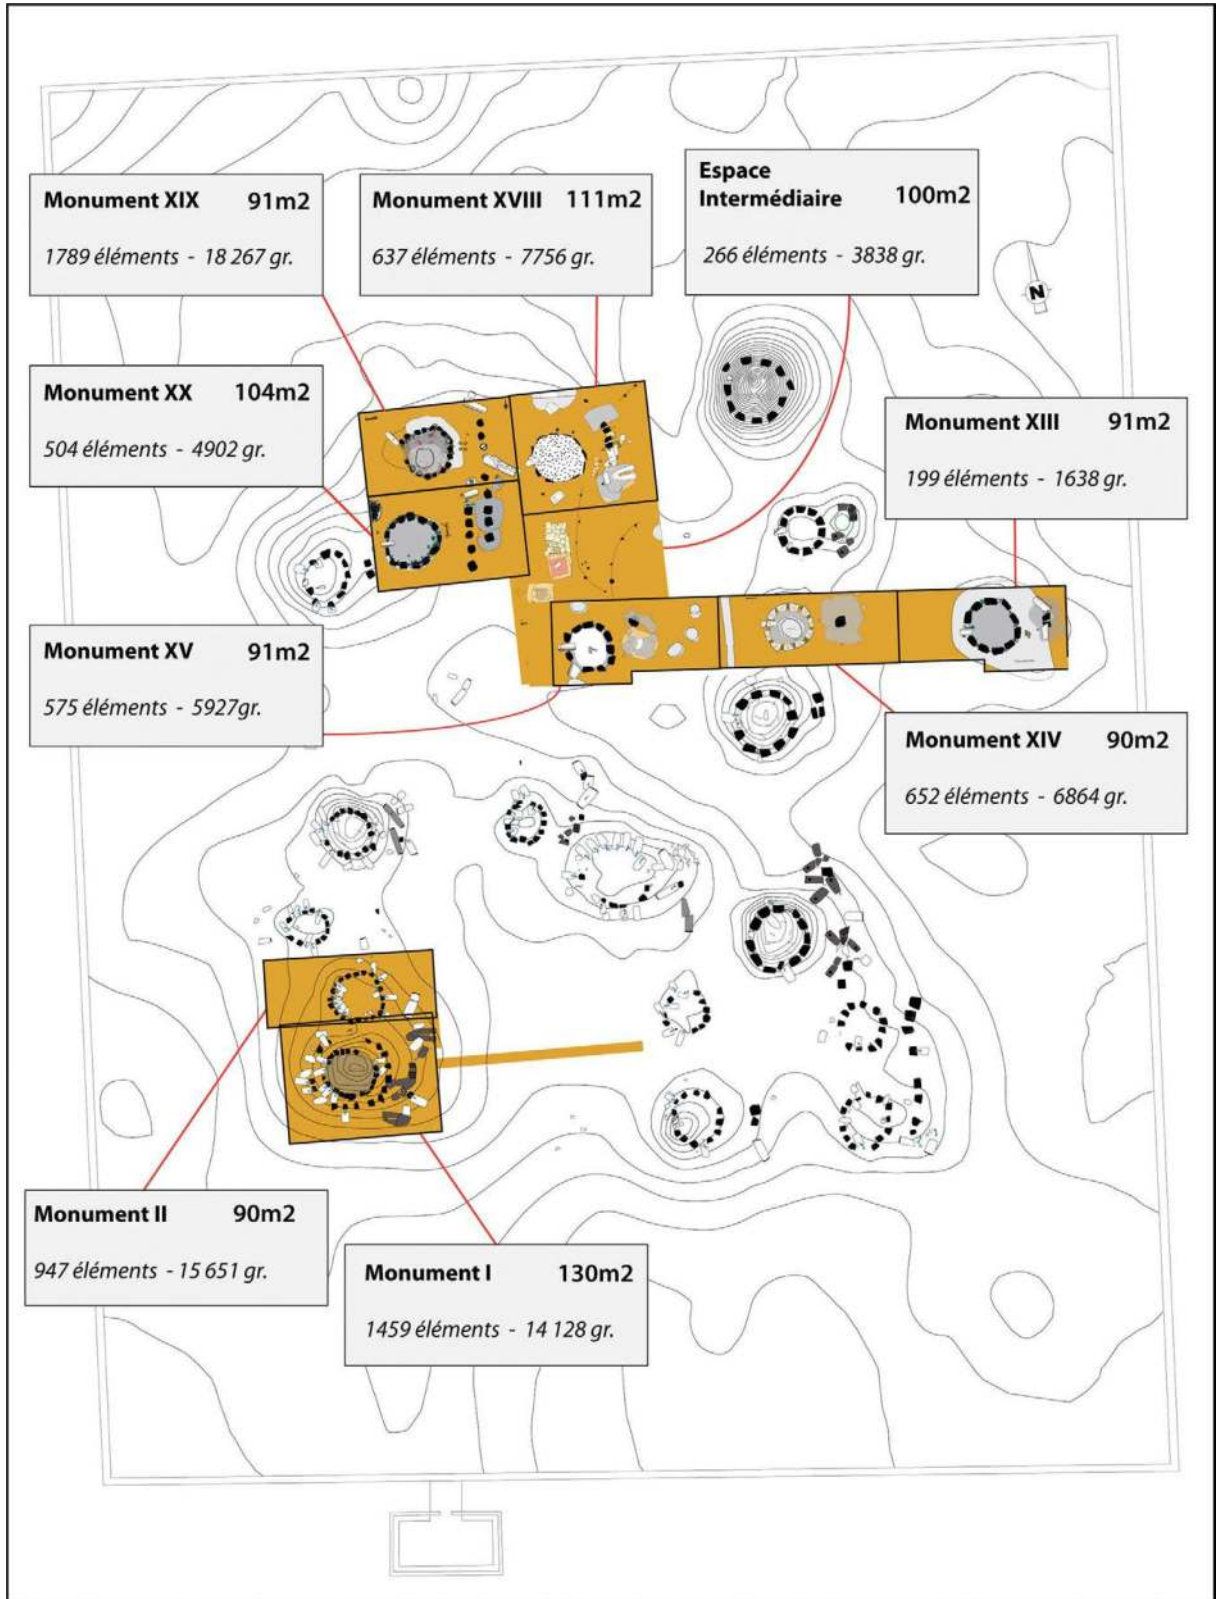 Monument XIX 91m2
1789 éléments - 18 267 gr.
Monument XVIII 111m2
637 éléments - 7756 gr.
Espace
Intermédiaire 100m2
266 éléments - 3838 gr.
N
Monument XX 104m2
504 éléments - 4902 gr.
Monument XIII 91m2
199 éléments - 1638 gr.
Monument XV 91m2
575 éléments - 5927gr.
Monument XIV 90m2
652 éléments - 6864 gr.
Monument II 90m2
947 éléments - 15 651 gr.
Monument I 130m2
1459 éléments - 14 128 gr.